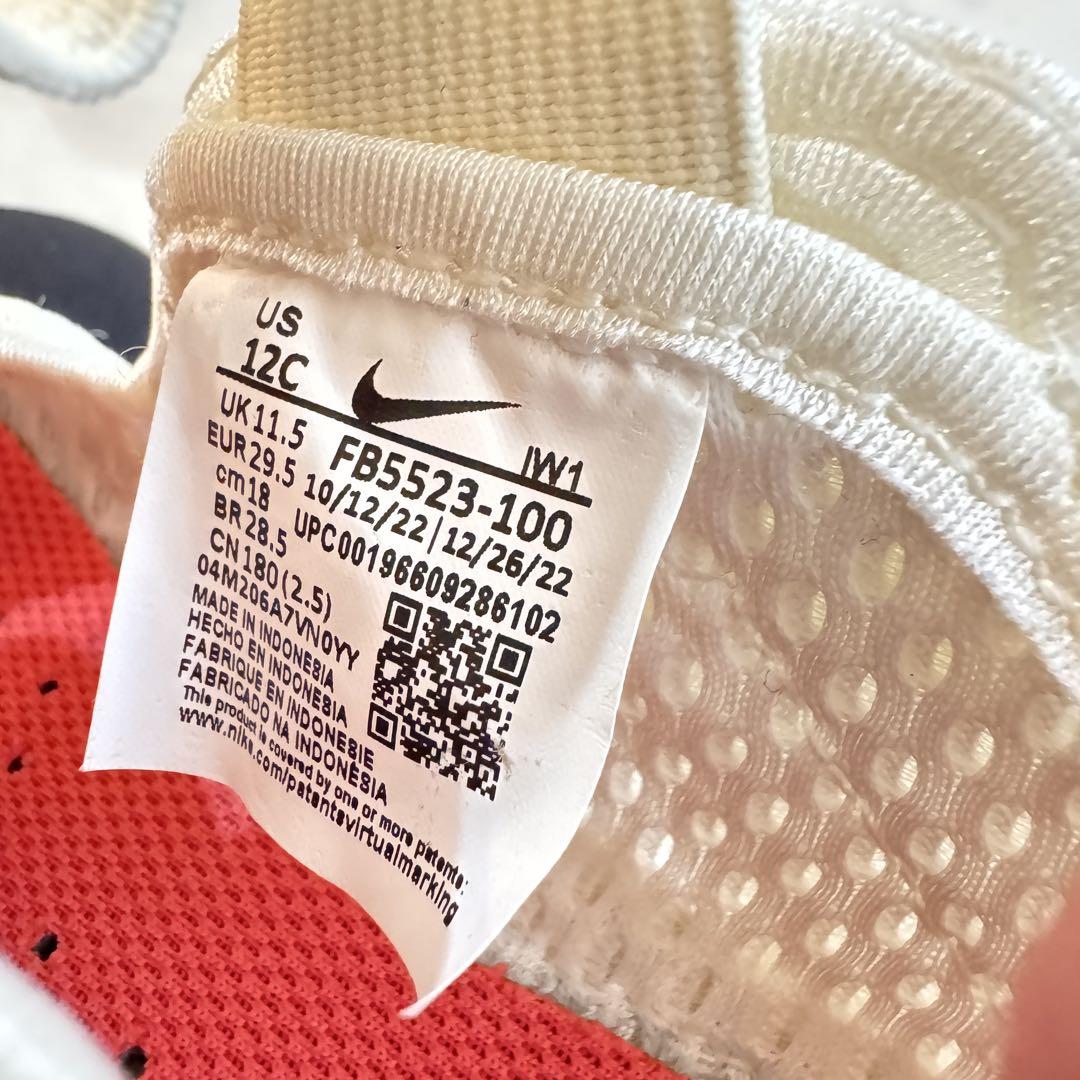 US
12C
IW1
UK 11.5
FB5523-100
EUR 29.5
10/12/22 | 12/26/22
cm 18
UPC00196609286102
BR 28.5
CN 180 (2.5)
04M206A7VN0YY
MADE IN INDONESIA
HECHO EN INDONESIA
FABRIQUE EN INDONESIE
FABRICADO NA INDONÉSIA
This product is covered by one or more patents:
www.nike.com/patentsvirtualmarking